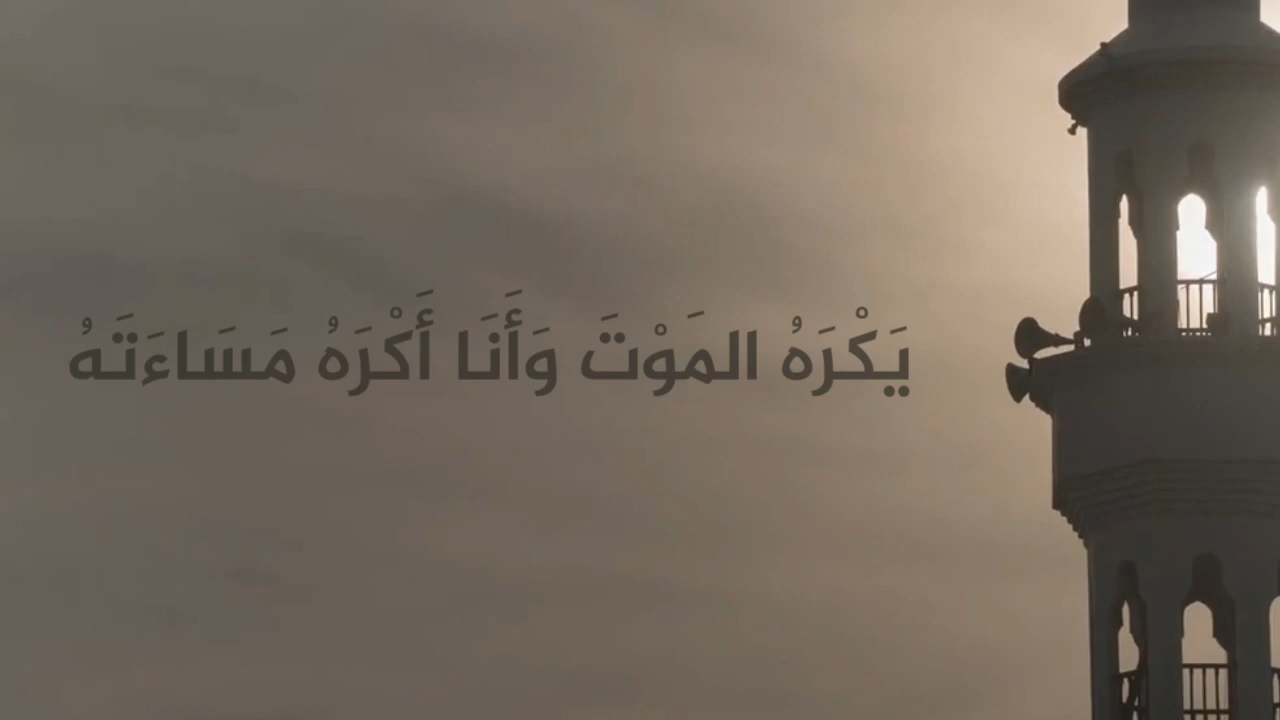 يَكْرَهُ المَوْتَ وَأَنَا أَكْرَهُ مَسَاءَتَهُ